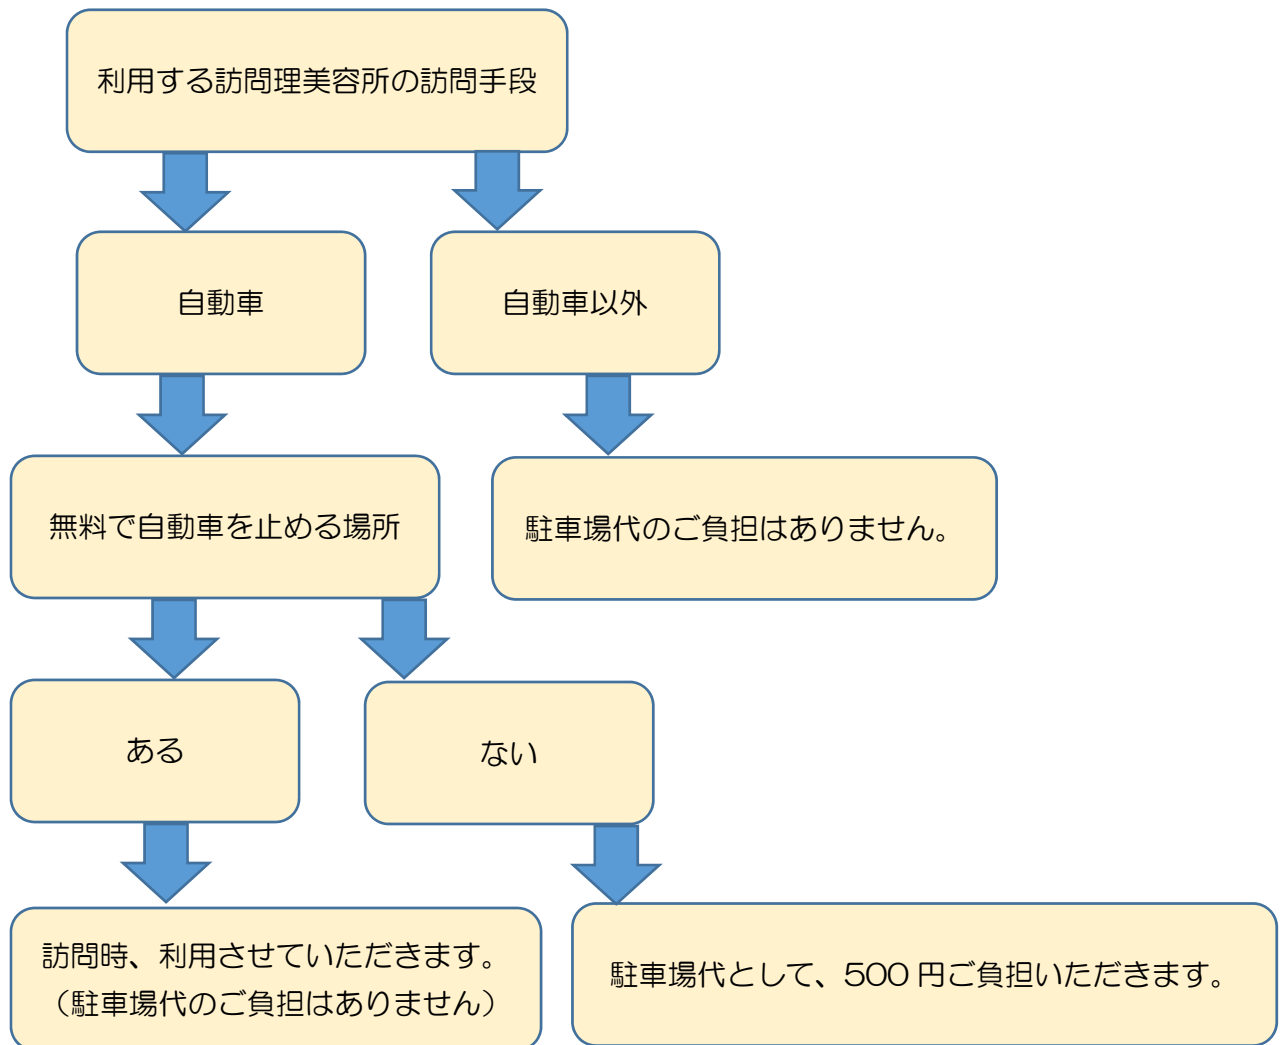 利用する訪問理美容所の訪問手段
自動車
自動車以外
無料で自動車を止める場所
駐車場代のご負担はありません。
ある
ない
訪問時、利用させていただきます。
（駐車場代のご負担はありません）
駐車場代として、500 円ご負担いただきます。